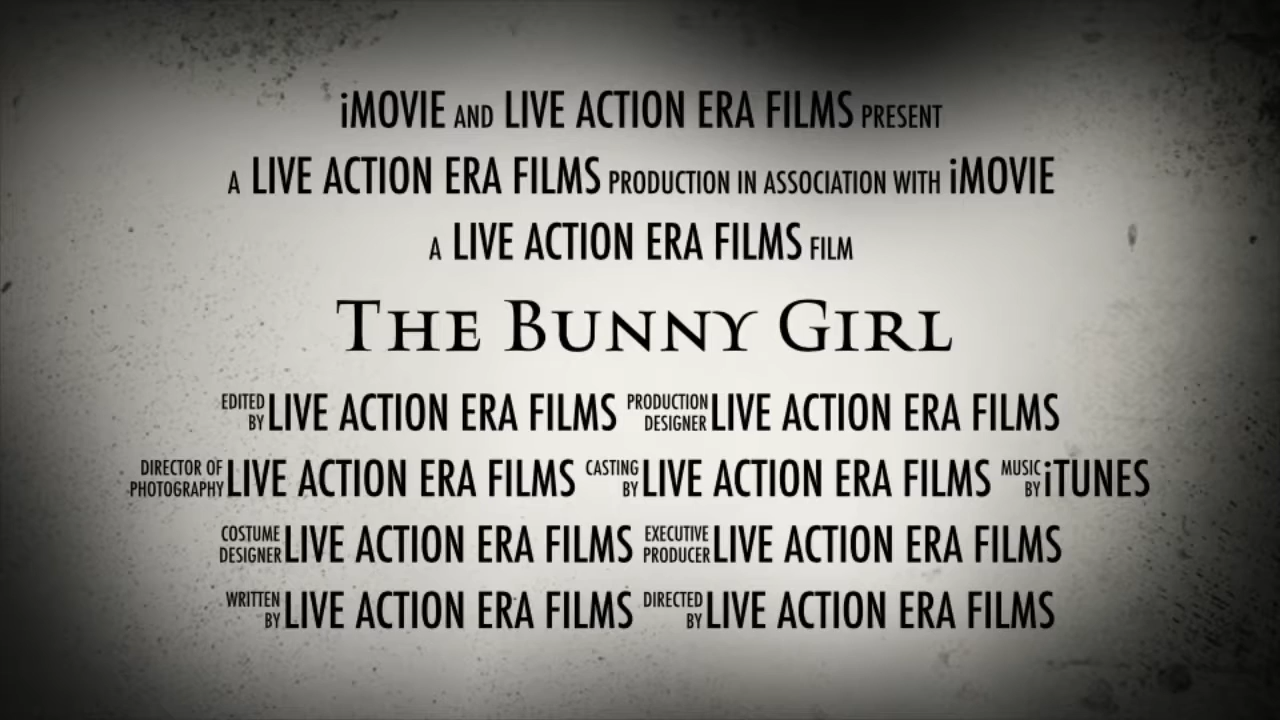 iMOVIE AND LIVE ACTION ERA FILMS PRESENT
A LIVE ACTION ERA FILMS PRODUCTION IN ASSOCIATION WITH iMOVIE
A LIVE ACTION ERA FILMS FILM
THE BUNNY GIRL
EDITED BY LIVE ACTION ERA FILMS PRODUCTION DESIGNER LIVE ACTION ERA FILMS
DIRECTOR OF PHOTOGRAPHY LIVE ACTION ERA FILMS CASTING BY LIVE ACTION ERA FILMS MUSIC BY iTUNES
COSTUME DESIGNER LIVE ACTION ERA FILMS EXECUTIVE PRODUCER LIVE ACTION ERA FILMS
WRITTEN BY LIVE ACTION ERA FILMS DIRECTED BY LIVE ACTION ERA FILMS